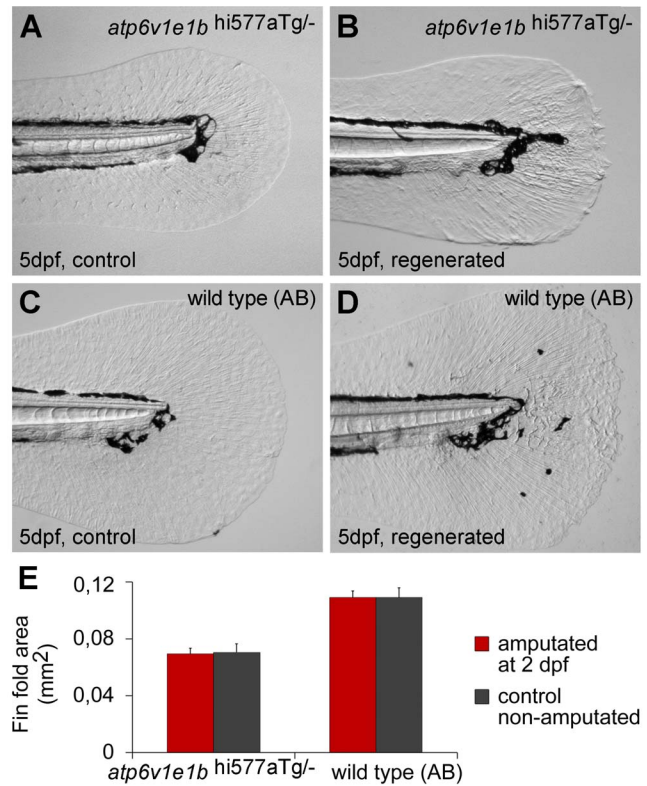 A
atp6v1e1b hi577aTg/-
5dpf, control
B
atp6v1e1b hi577aTg/-
5dpf, regenerated
C
wild type (AB)
5dpf, control
D
wild type (AB)
5dpf, regenerated
E
Fin fold area
(mm2)
0,12
0,08
0,04
0
atp6v1e1b hi577aTg/-
wild type (AB)
amputated
at 2 dpf
control
non-amputated